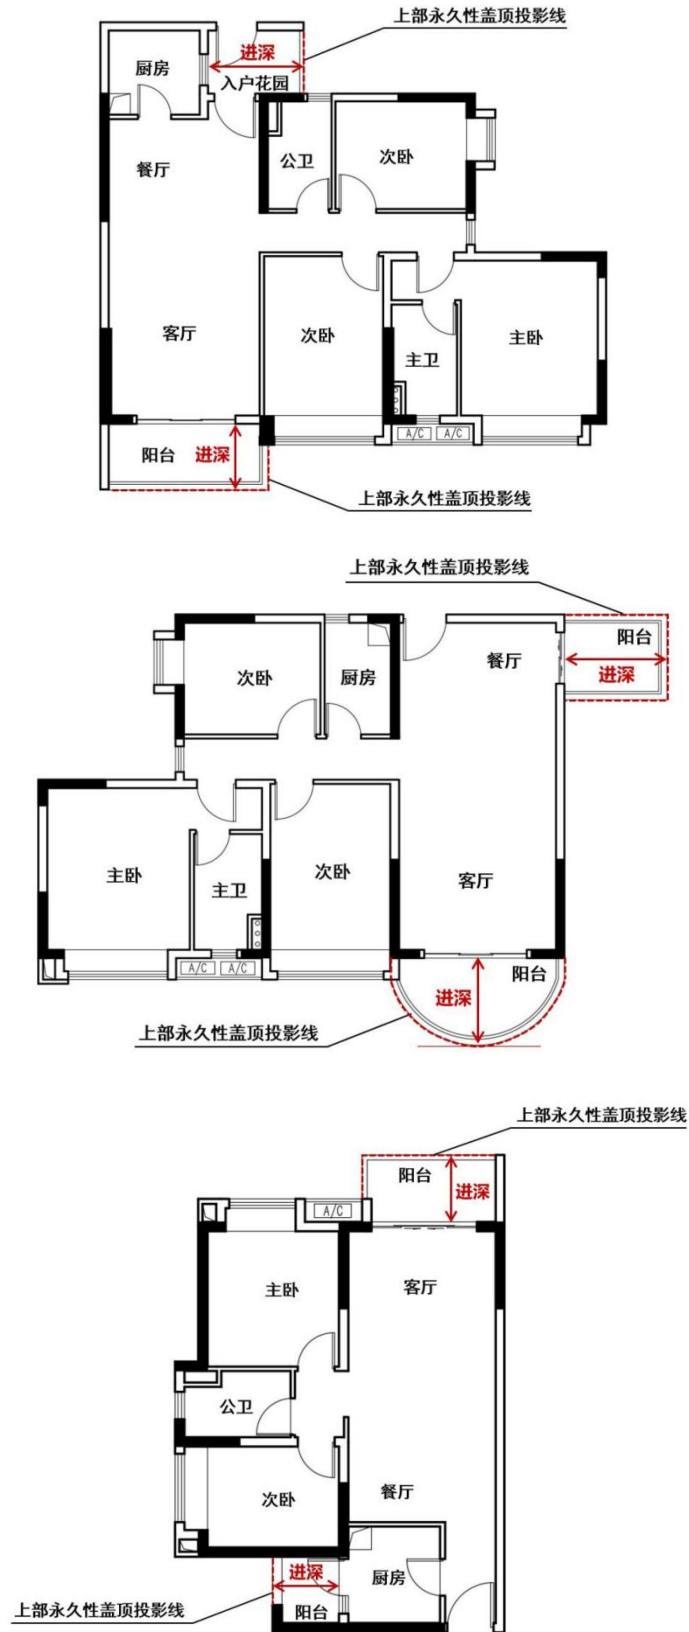 上部永久性盖顶投影线
进深
厨房
入户花园
公卫
次卧
餐厅
客厅
次卧
主卧
主卫
A/C A/C
阳台
进深
上部永久性盖顶投影线
上部永久性盖顶投影线
阳台
餐厅
进深
次卧
厨房
主卧
主卫
次卧
客厅
A/C A/C
阳台
进深
上部永久性盖顶投影线
上部永久性盖顶投影线
阳台
进深
A/C
主卧
客厅
公卫
餐厅
次卧
进深
厨房
阳台
上部永久性盖顶投影线